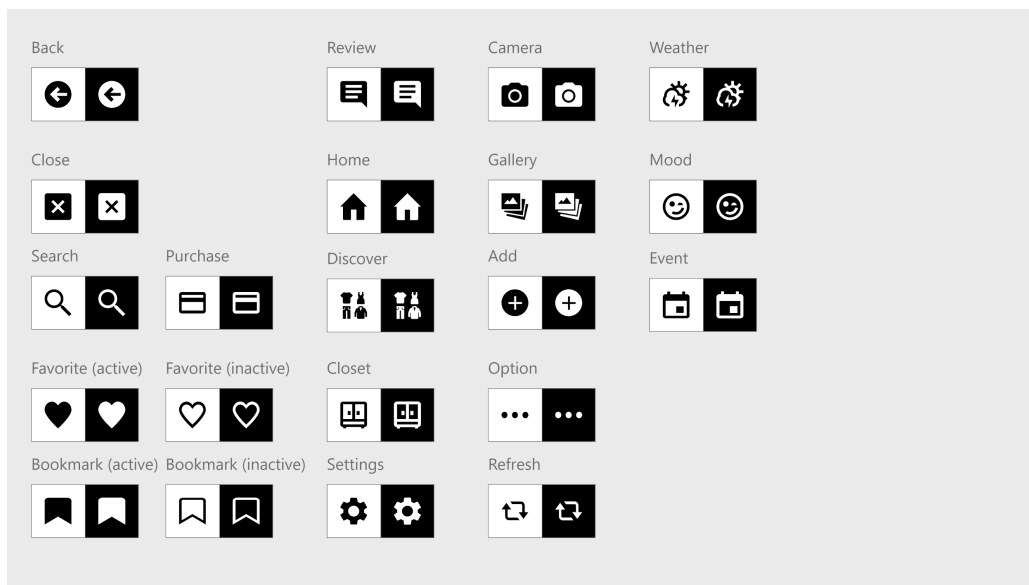 Back
Review
Camera
Weather
Close
Home
Gallery
Mood
Search
Purchase
Discover
Add
Event
Favorite (active)
Favorite (inactive)
Closet
Option
Bookmark (active)
Bookmark (inactive)
Settings
Refresh